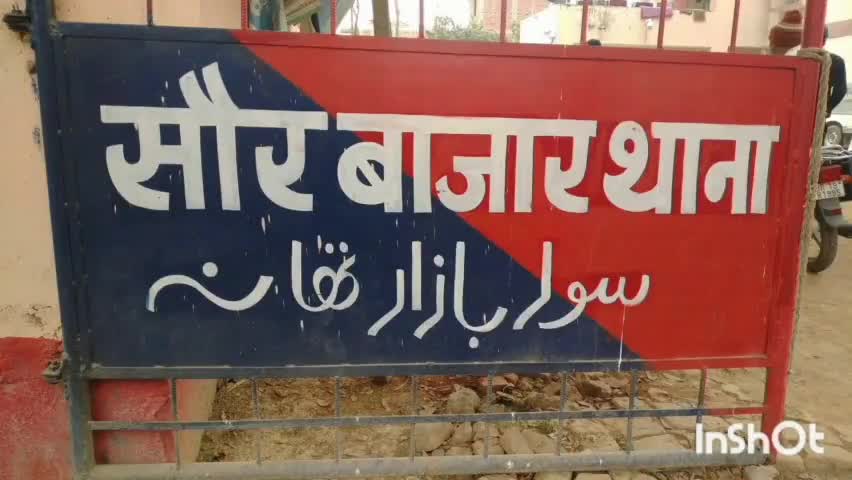 सौर बाजार थाना
سور بازار تھانہ
InShOt